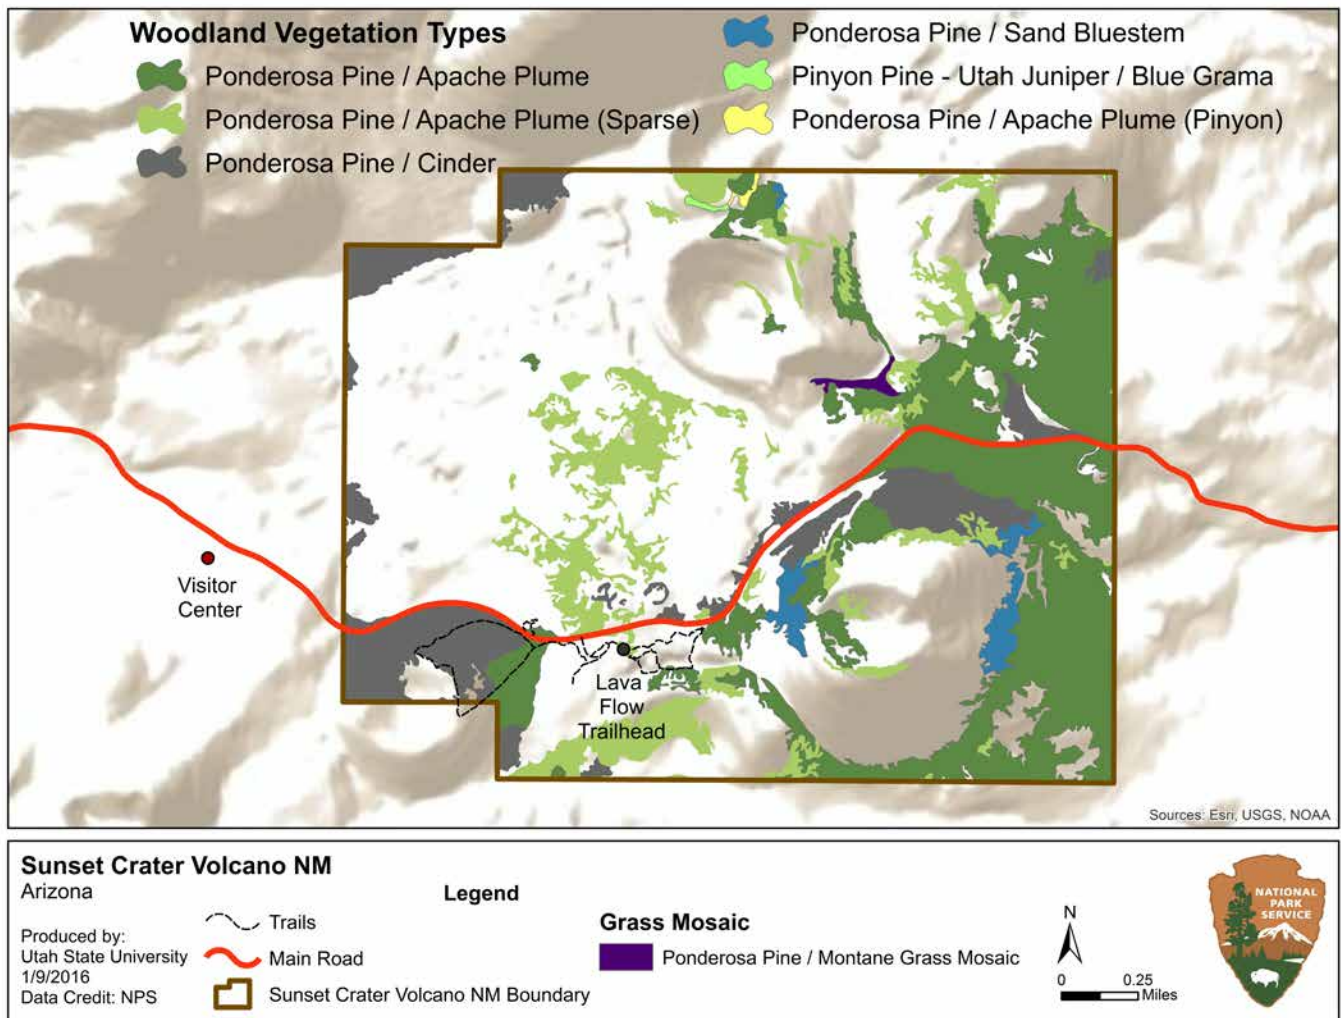 Woodland Vegetation Types
Ponderosa Pine / Apache Plume
Ponderosa Pine / Apache Plume (Sparse)
Ponderosa Pine / Cinder
Ponderosa Pine / Sand Bluestem
Pinyon Pine - Utah Juniper / Blue Grama
Ponderosa Pine / Apache Plume (Pinyon)
Visitor
Center
Lava
Flow
Trailhead
Sources: Esri, USGS, NOAA
Sunset Crater Volcano NM
Arizona
Produced by:
Utah State University
1/9/2016
Data Credit: NPS
Legend
Trails
Main Road
Sunset Crater Volcano NM Boundary
Grass Mosaic
Ponderosa Pine / Montane Grass Mosaic
N
0 0.25
Miles
NATIONAL
PARK
SERVICE